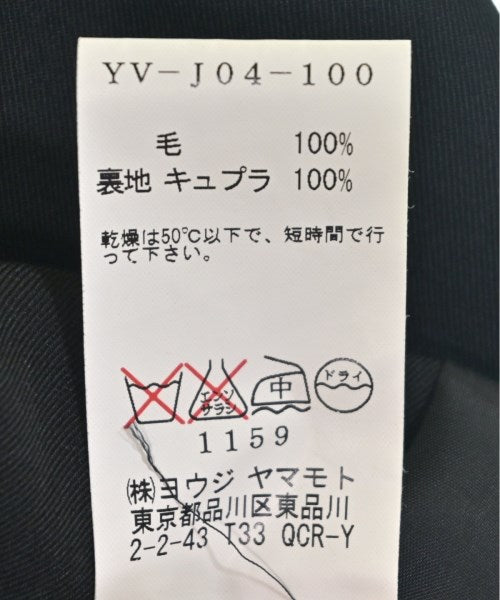 YV-J04-100
毛 100%
裏地 キュプラ 100%
乾燥は50℃以下で、短時間で行
って下さい。
エンソ
サラシ
中
ドライ
1159
㈱ヨウジ ヤマモト
東京都品川区東品川
2-2-43 T33 QCR-Y